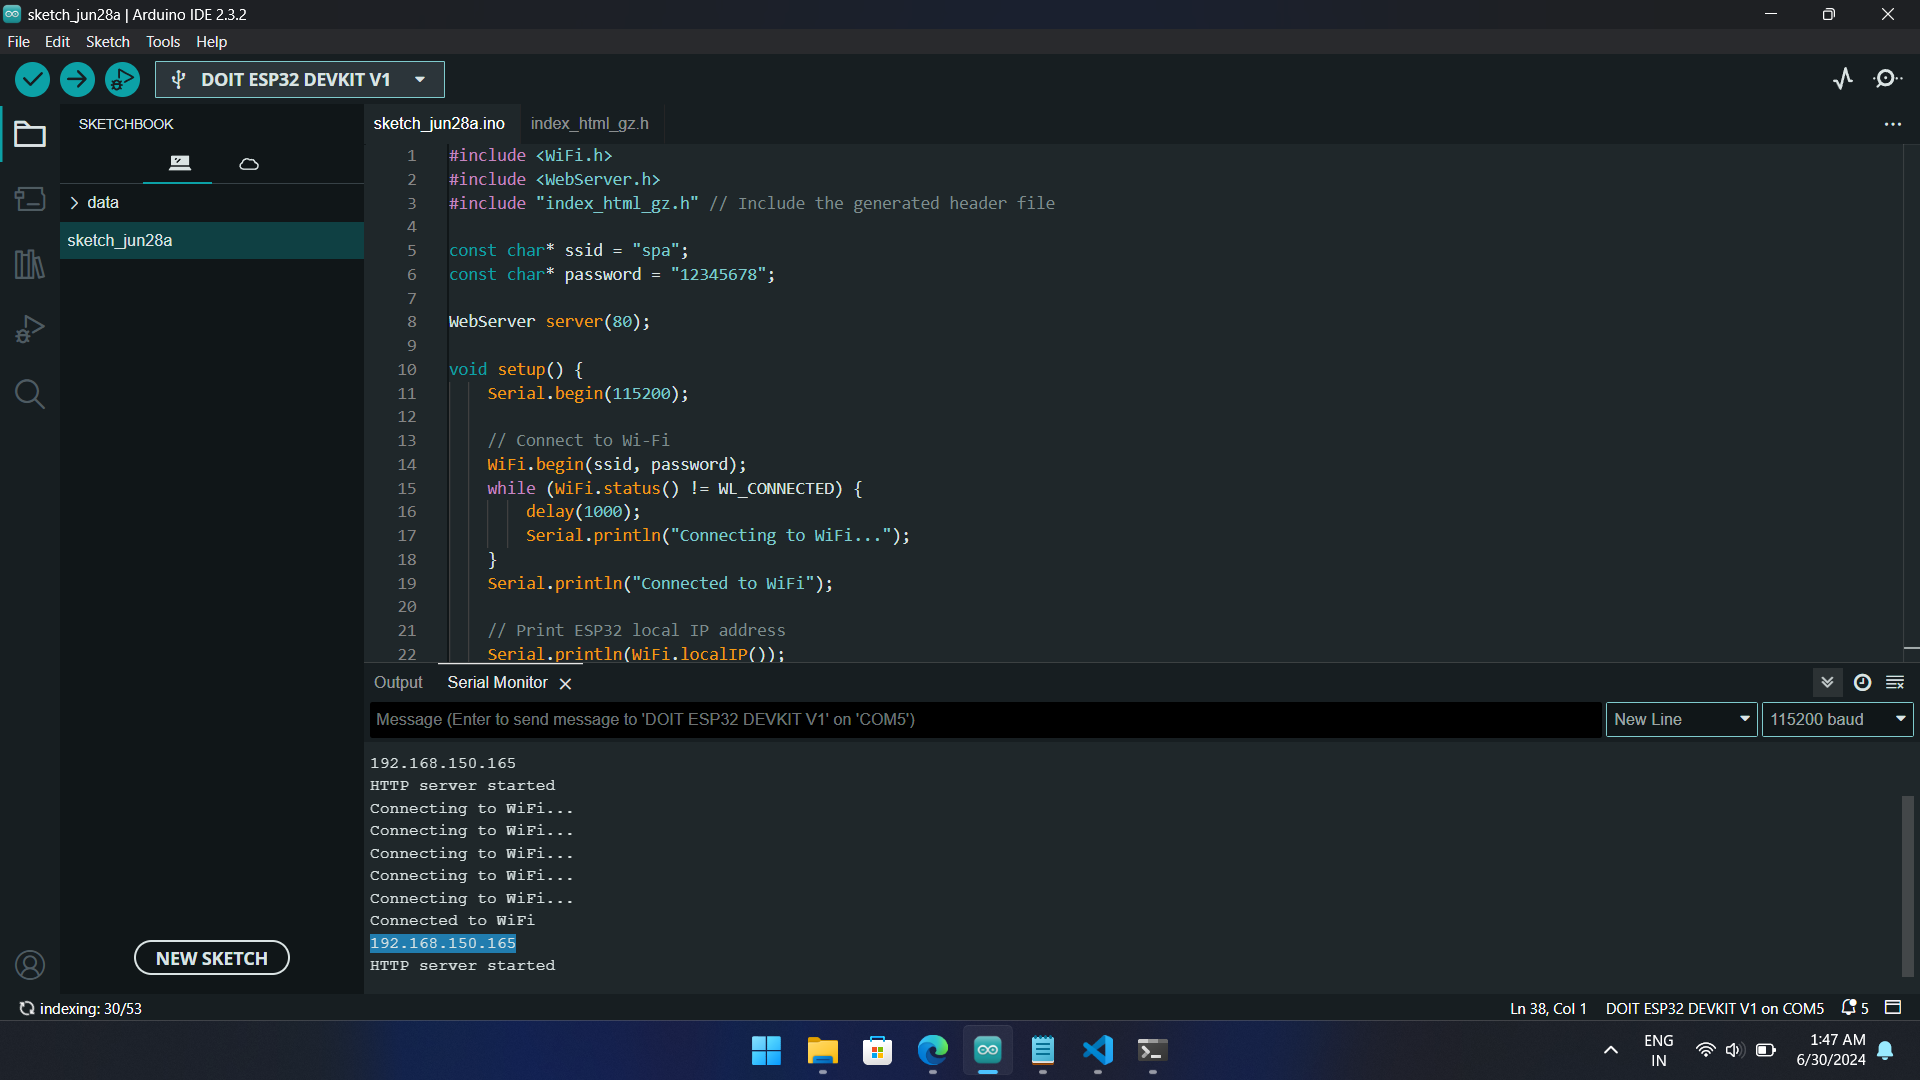 sketch_jun28a | Arduino IDE 2.3.2
File Edit Sketch Tools Help
DOIT ESP32 DEVKIT V1
SKETCHBOOK
data
sketch_jun28a
NEW SKETCH
sketch_jun28a.ino index_html_gz.h
1 #include <WiFi.h>
2 #include <WebServer.h>
3 #include "index_html_gz.h" // Include the generated header file
4
5 const char* ssid = "spa";
6 const char* password = "12345678";
7
8 WebServer server(80);
9
10 void setup() {
11 Serial.begin(115200);
12
13 // Connect to Wi-Fi
14 WiFi.begin(ssid, password);
15 while (WiFi.status() != WL_CONNECTED) {
16 delay(1000);
17 Serial.println("Connecting to WiFi...");
18 }
19 Serial.println("Connected to WiFi");
20
21 // Print ESP32 local IP address
22 Serial.println(WiFi.localIP());
Output Serial Monitor
Message (Enter to send message to 'DOIT ESP32 DEVKIT V1' on 'COM5')
New Line 115200 baud
192.168.150.165
HTTP server started
Connecting to WiFi...
Connecting to WiFi...
Connecting to WiFi...
Connecting to WiFi...
Connecting to WiFi...
Connected to WiFi
192.168.150.165
HTTP server started
indexing: 30/53
Ln 38, Col 1 DOIT ESP32 DEVKIT V1 on COM5 5
ENG
IN
1:47 AM
6/30/2024